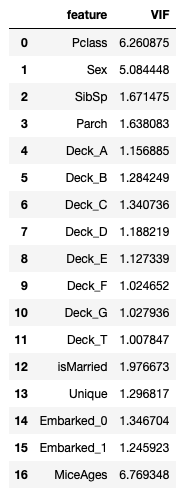 feature VIF
0 Pclass 6.260875
1 Sex 5.084448
2 SibSp 1.671475
3 Parch 1.638083
4 Deck_A 1.156885
5 Deck_B 1.284249
6 Deck_C 1.340736
7 Deck_D 1.188219
8 Deck_E 1.127339
9 Deck_F 1.024652
10 Deck_G 1.027936
11 Deck_T 1.007847
12 isMarried 1.976673
13 Unique 1.296817
14 Embarked_0 1.346704
15 Embarked_1 1.245923
16 MiceAges 6.769348